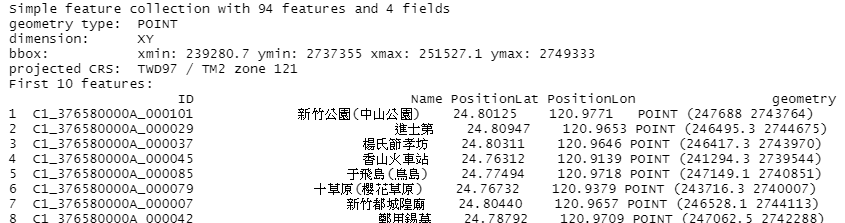 Simple feature collection with 94 features and 4 fields
geometry type: POINT
dimension: XY
bbox: xmin: 239280.7 ymin: 2737355 xmax: 251527.1 ymax: 2749333
projected CRS: TWD97 / TM2 zone 121
First 10 features:
ID Name PositionLat PositionLon geometry
1 C1_376580000A_000101 新竹公園(中山公園) 24.80125 120.9771 POINT (247688 2743764)
2 C1_376580000A_000029 進士第 24.80947 120.9653 POINT (246495.3 2744675)
3 C1_376580000A_000037 楊氏節孝坊 24.80311 120.9646 POINT (246417.3 2743970)
4 C1_376580000A_000045 香山火車站 24.76312 120.9139 POINT (241294.3 2739544)
5 C1_376580000A_000085 于飛島(鳥島) 24.77494 120.9718 POINT (247149.1 2740851)
6 C1_376580000A_000079 十草原(櫻花草原) 24.76732 120.9379 POINT (243716.3 2740007)
7 C1_376580000A_000007 新竹都城隍廟 24.80440 120.9657 POINT (246528.1 2744113)
8 C1_376580000A_000042 鄭用錫墓 24.78792 120.9709 POINT (247062.5 2742288)